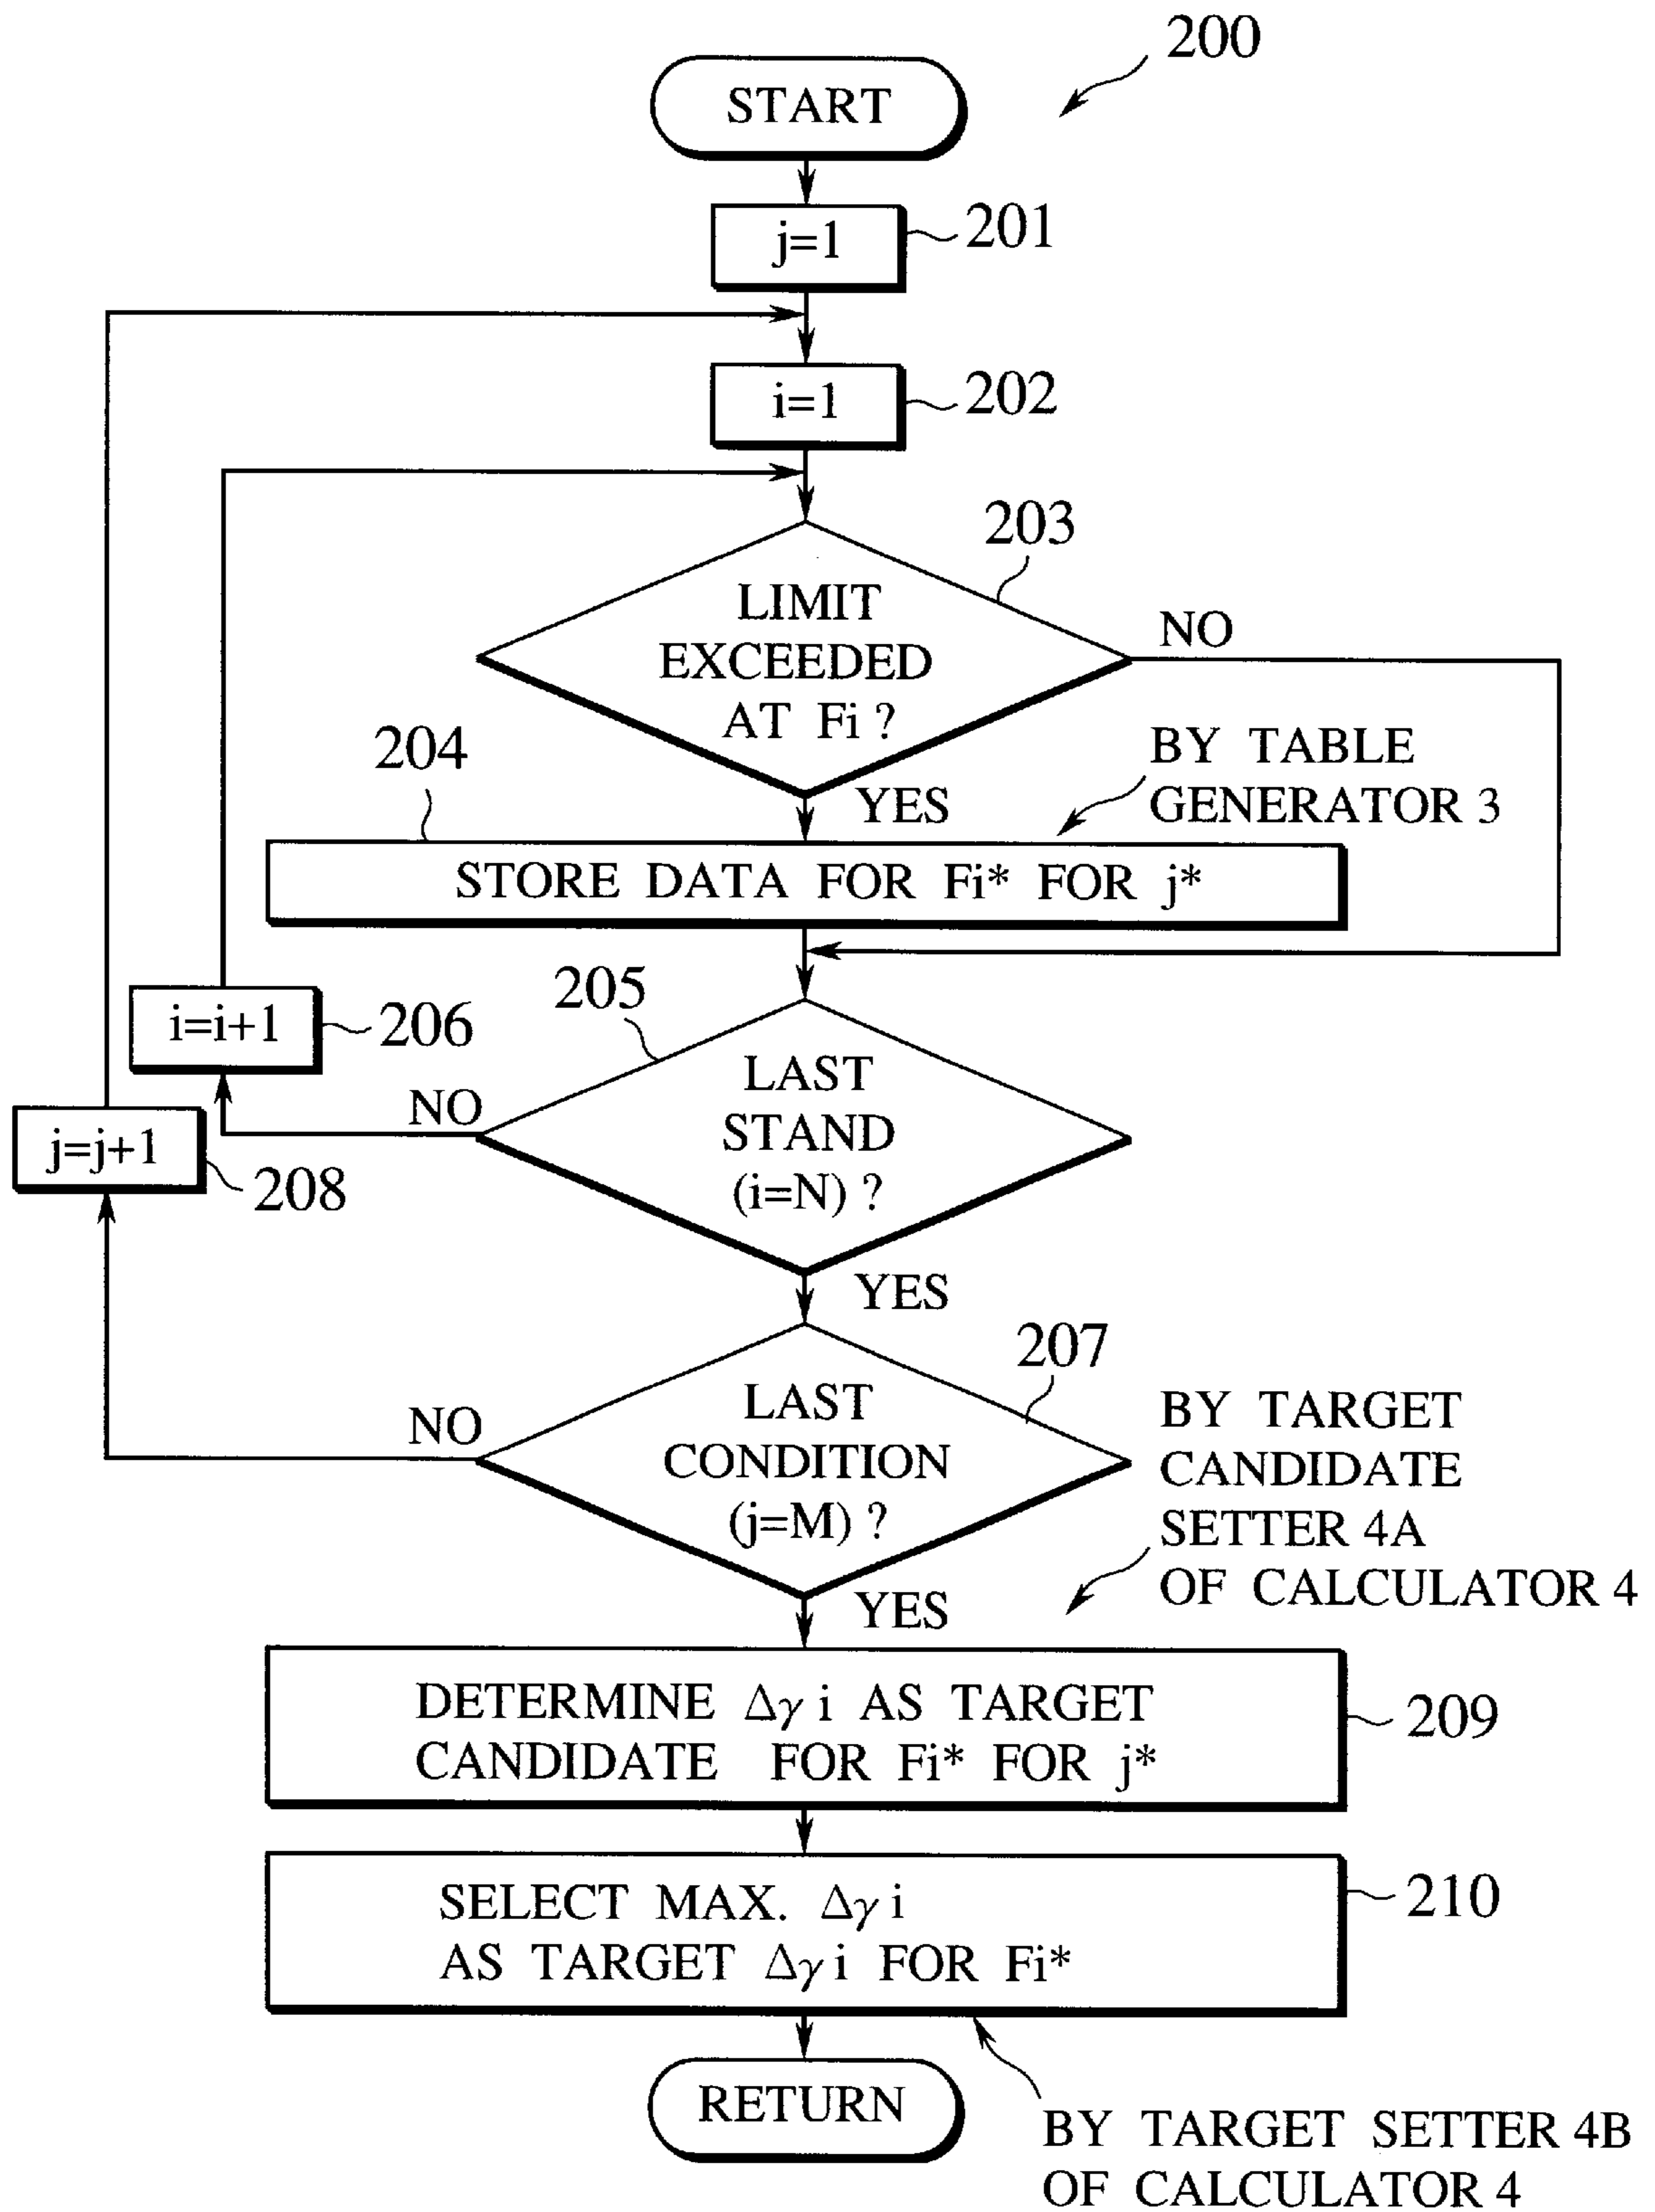 200
START
j=1
201
i=1
202
203
LIMIT
EXCEEDED
AT Fi ?
NO
204
YES
BY TABLE
GENERATOR 3
STORE DATA FOR Fi* FOR j*
205
i=i+1
206
LAST
STAND
(i=N) ?
NO
j=j+1
208
YES
207
LAST
CONDITION
(j=M) ?
NO
BY TARGET
CANDIDATE
SETTER 4A
OF CALCULATOR 4
YES
DETERMINE Δγ i AS TARGET
CANDIDATE FOR Fi* FOR j*
209
SELECT MAX. Δγ i
AS TARGET Δγ i FOR Fi*
210
RETURN
BY TARGET SETTER 4B
OF CALCULATOR 4